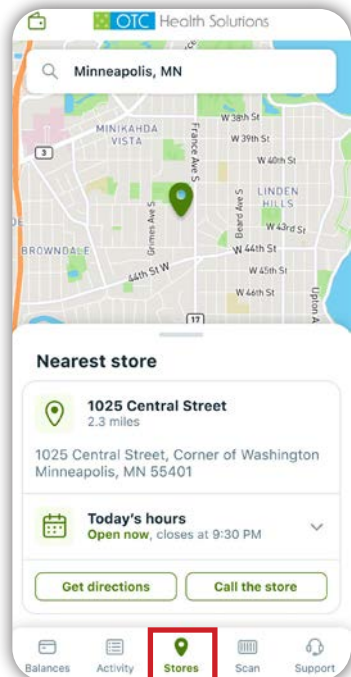 OTC Health Solutions
Minneapolis, MN
W 38th St
MINIKAHDA
VISTA
France Ave S
W 39th St
3
W 40th St
LINDEN
HILLS
Grimes Ave S
Beard Ave S
W 43rd St
BROWNDALE
W 44th St
44th St W
W 45th St
W 46th St
Upton A
17
Nearest store
1025 Central Street
2.3 miles
1025 Central Street, Corner of Washington
Minneapolis, MN 55401
Today's hours
Open now, closes at 9:30 PM
Get directions
Call the store
Balances
Activity
Stores
Scan
Support